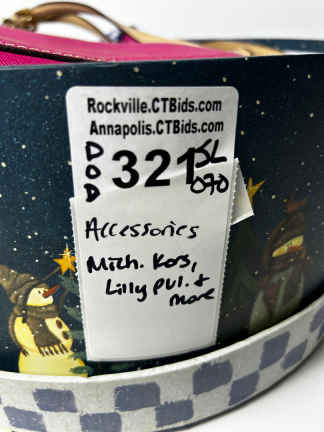 Rockville.CTBids.com
Annapolis.CTBids.com
DOD 321 SL
070
Accessories
Mich. Kors,
Lilly Pul. &
more